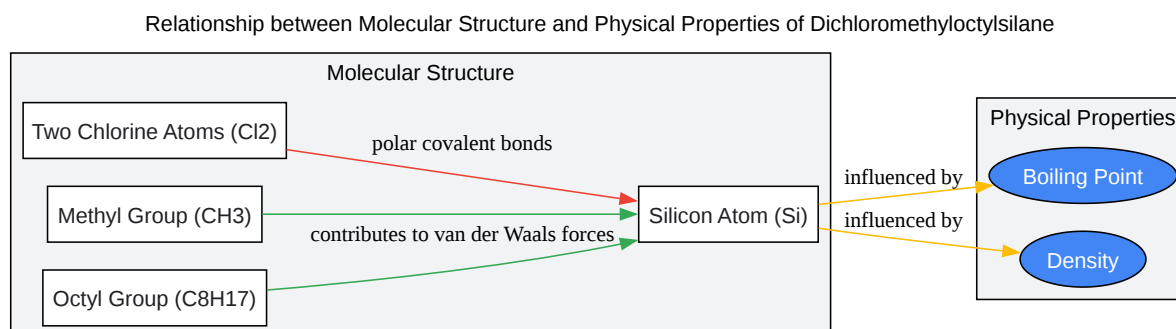 Relationship between Molecular Structure and Physical Properties of Dichloromethyloctylsilane
Molecular Structure
Two Chlorine Atoms (Cl2)
polar covalent bonds
Methyl Group (CH3)
contributes to van der Waals forces
Octyl Group (C8H17)
Silicon Atom (Si)
influenced by
influenced by
Physical Properties
Boiling Point
Density